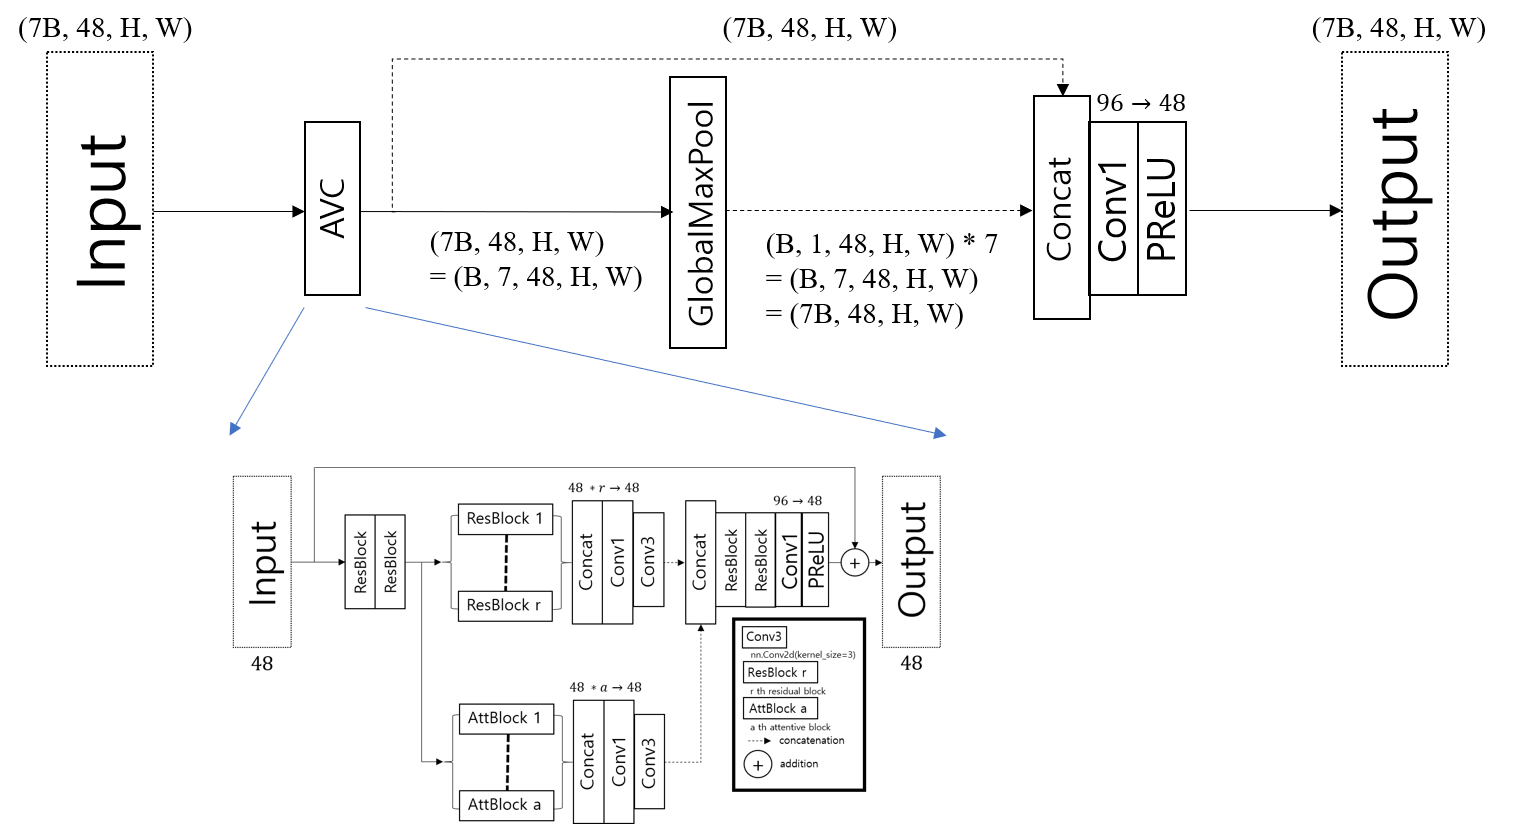 (7B, 48, H, W)
(7B, 48, H, W)
(7B, 48, H, W)
Input
AVC
(7B, 48, H, W)
= (B, 7, 48, H, W)
GlobalMaxPool
(B, 1, 48, H, W) * 7
= (B, 7, 48, H, W)
= (7B, 48, H, W)
Concat
96 → 48
Conv1
PReLU
Output
Input
48
ResBlock
ResBlock
ResBlock 1
ResBlock r
48 * r → 48
Concat
Conv1
Conv3
AttBlock 1
AttBlock a
48 * a → 48
Concat
Conv1
Conv3
Concat
ResBlock
ResBlock
96 → 48
Conv1
PReLU
+
Output
48
Conv3
nn.Conv2d(kernel_size=3)
ResBlock r
r th residual block
AttBlock a
a th attentive block
concatenation
+ addition